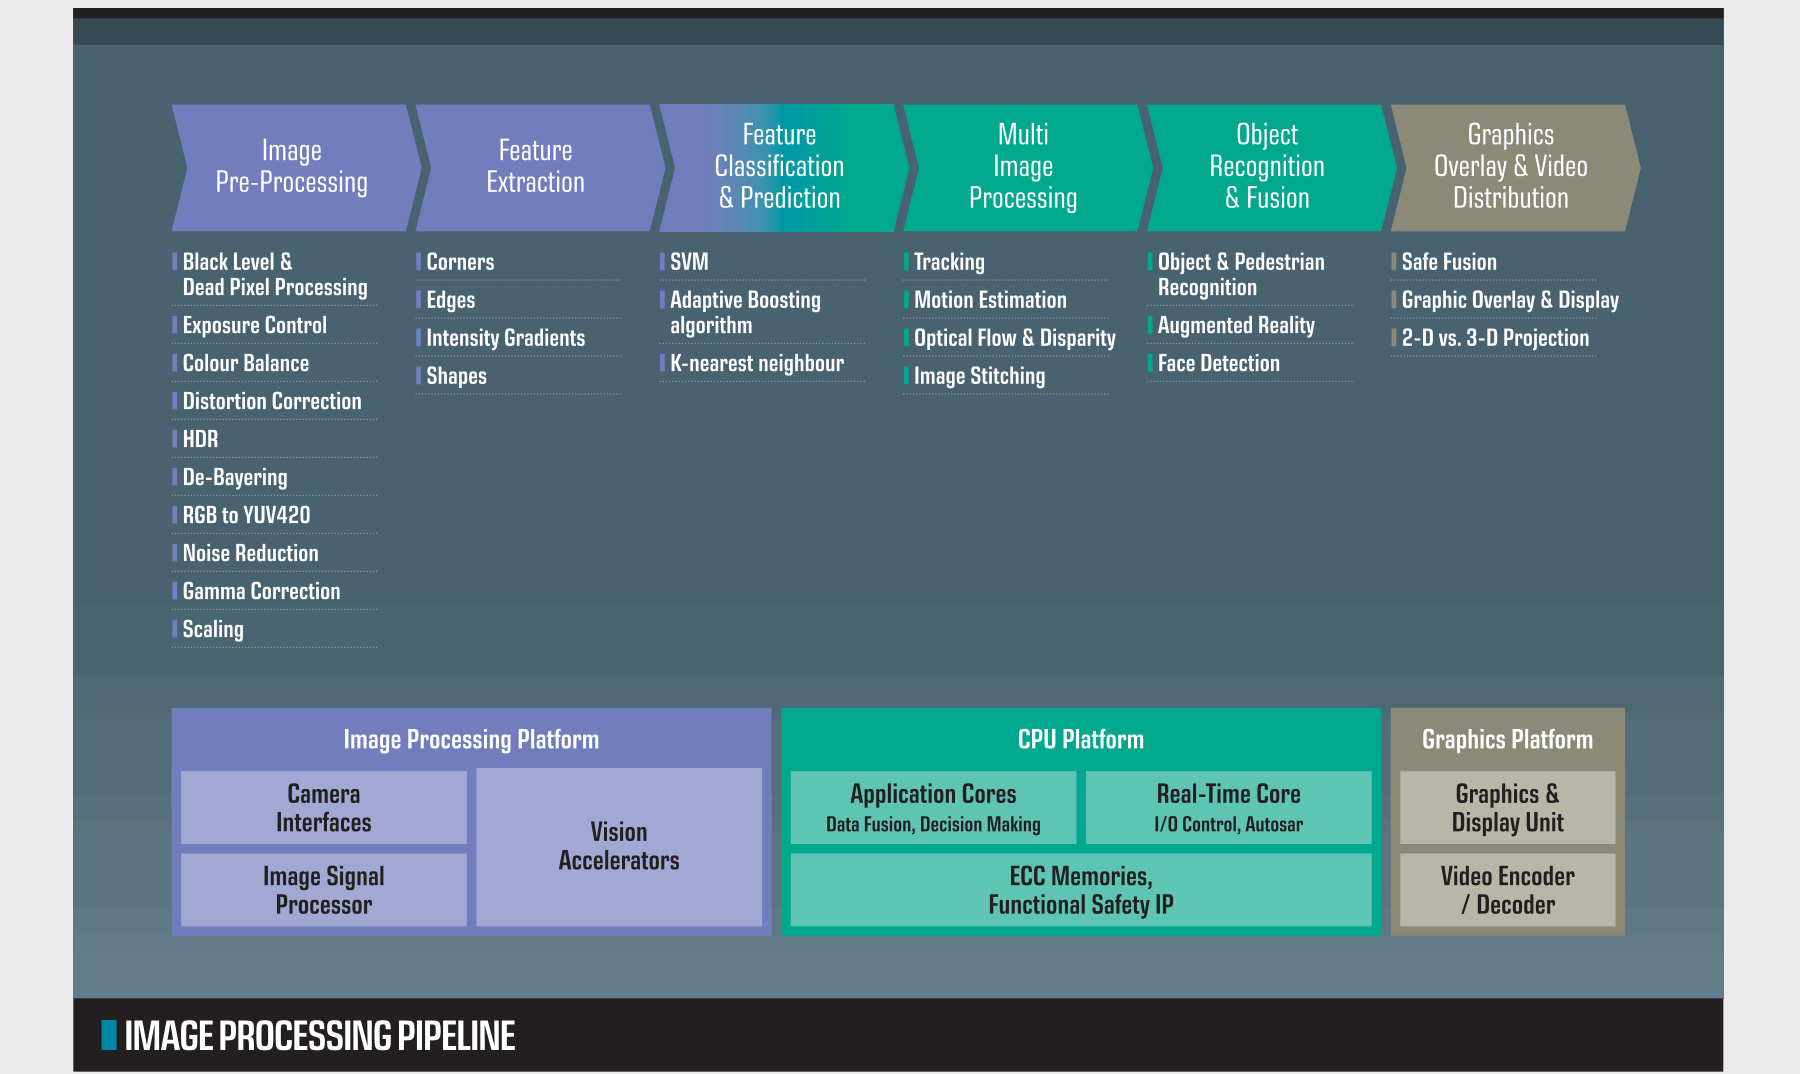 Image
Pre-Processing
Feature
Extraction
Feature
Classification
& Prediction
Multi
Image
Processing
Object
Recognition
& Fusion
Graphics
Overlay & Video
Distribution
Black Level &
Dead Pixel Processing
Exposure Control
Colour Balance
Distortion Correction
HDR
De-Bayering
RGB to YUV420
Noise Reduction
Gamma Correction
Scaling
Corners
Edges
Intensity Gradients
Shapes
SVM
Adaptive Boosting
algorithm
K-nearest neighbour
Tracking
Motion Estimation
Optical Flow & Disparity
Image Stitching
Object & Pedestrian
Recognition
Augmented Reality
Face Detection
Safe Fusion
Graphic Overlay & Display
2-D vs. 3-D Projection
Image Processing Platform
Camera
Interfaces
Image Signal
Processor
Vision
Accelerators
CPU Platform
Application Cores
Data Fusion, Decision Making
Real-Time Core
I/O Control, Autosar
ECC Memories,
Functional Safety IP
Graphics Platform
Graphics &
Display Unit
Video Encoder
/ Decoder
IMAGE PROCESSING PIPELINE